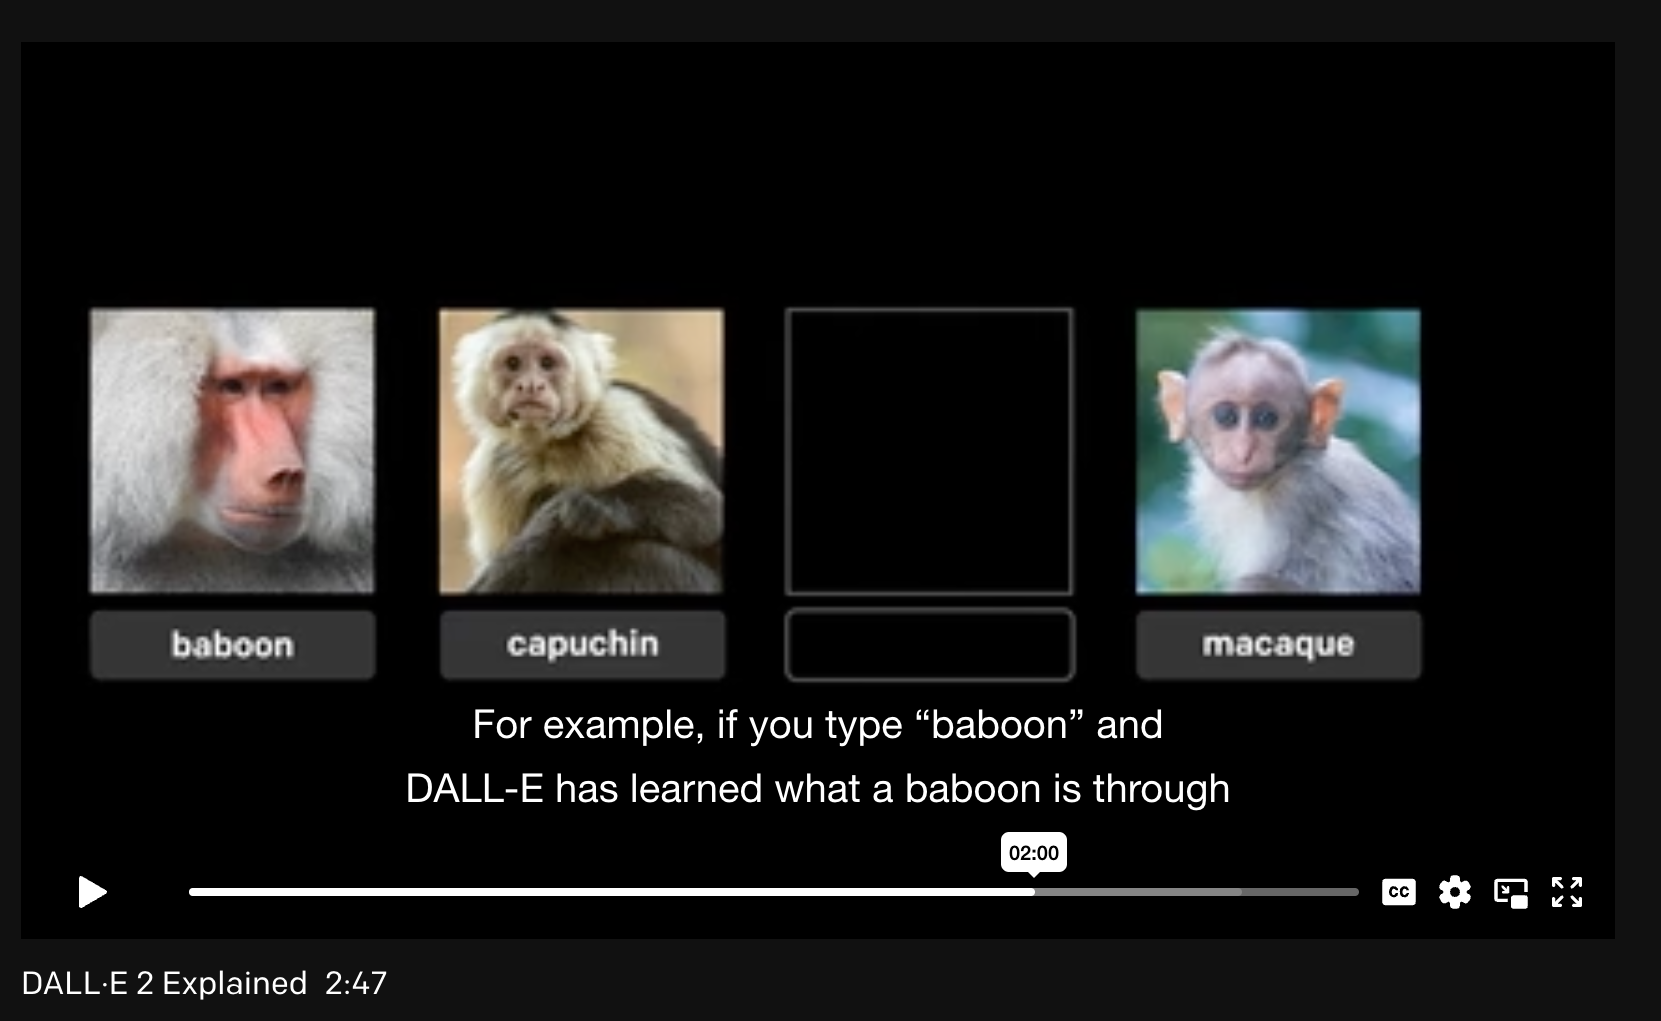 baboon
capuchin
macaque
For example, if you type “baboon” and
DALL-E has learned what a baboon is through
02:00
CC
DALL·E 2 Explained 2:47